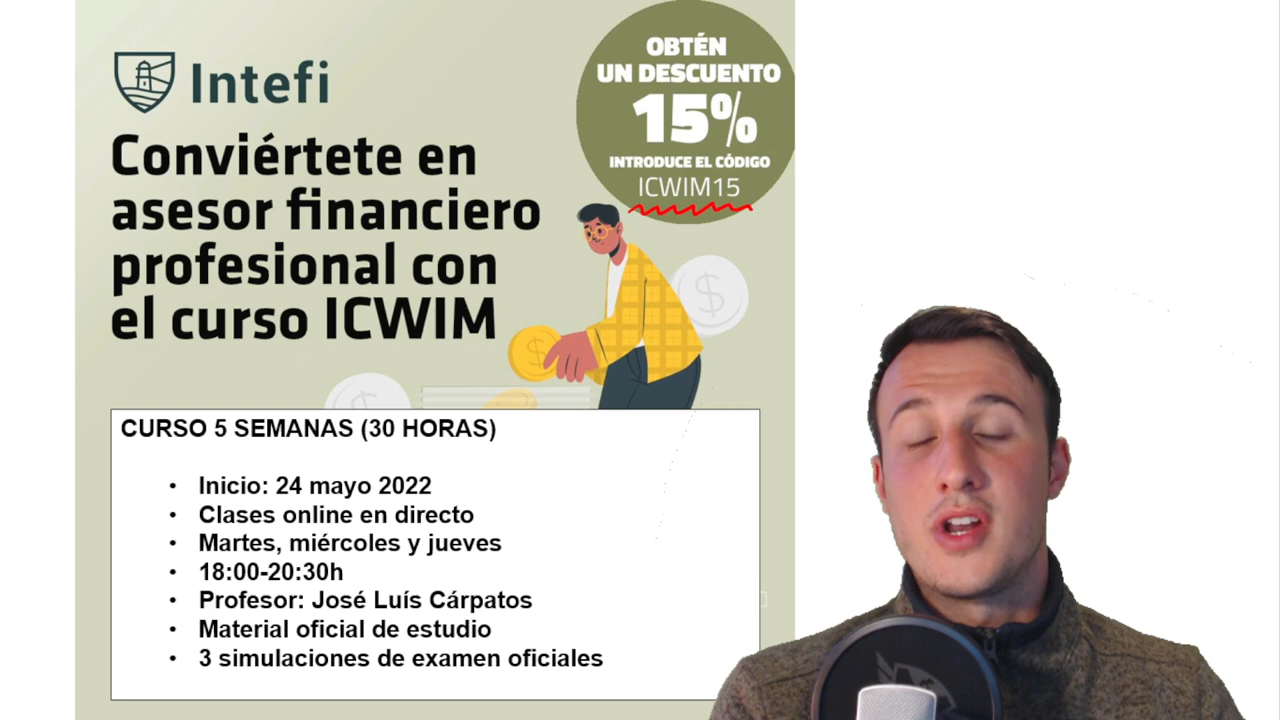 Intefi
Conviértete en
asesor financiero
profesional con
el curso ICWIM
OBTÉN
UN DESCUENTO
15%
INTRODUCE EL CÓDIGO
ICWIM15
$
$
$
CURSO 5 SEMANAS (30 HORAS)
• Inicio: 24 mayo 2022
• Clases online en directo
• Martes, miércoles y jueves
• 18:00-20:30h
• Profesor: José Luís Cárpatos
• Material oficial de estudio
• 3 simulaciones de examen oficiales